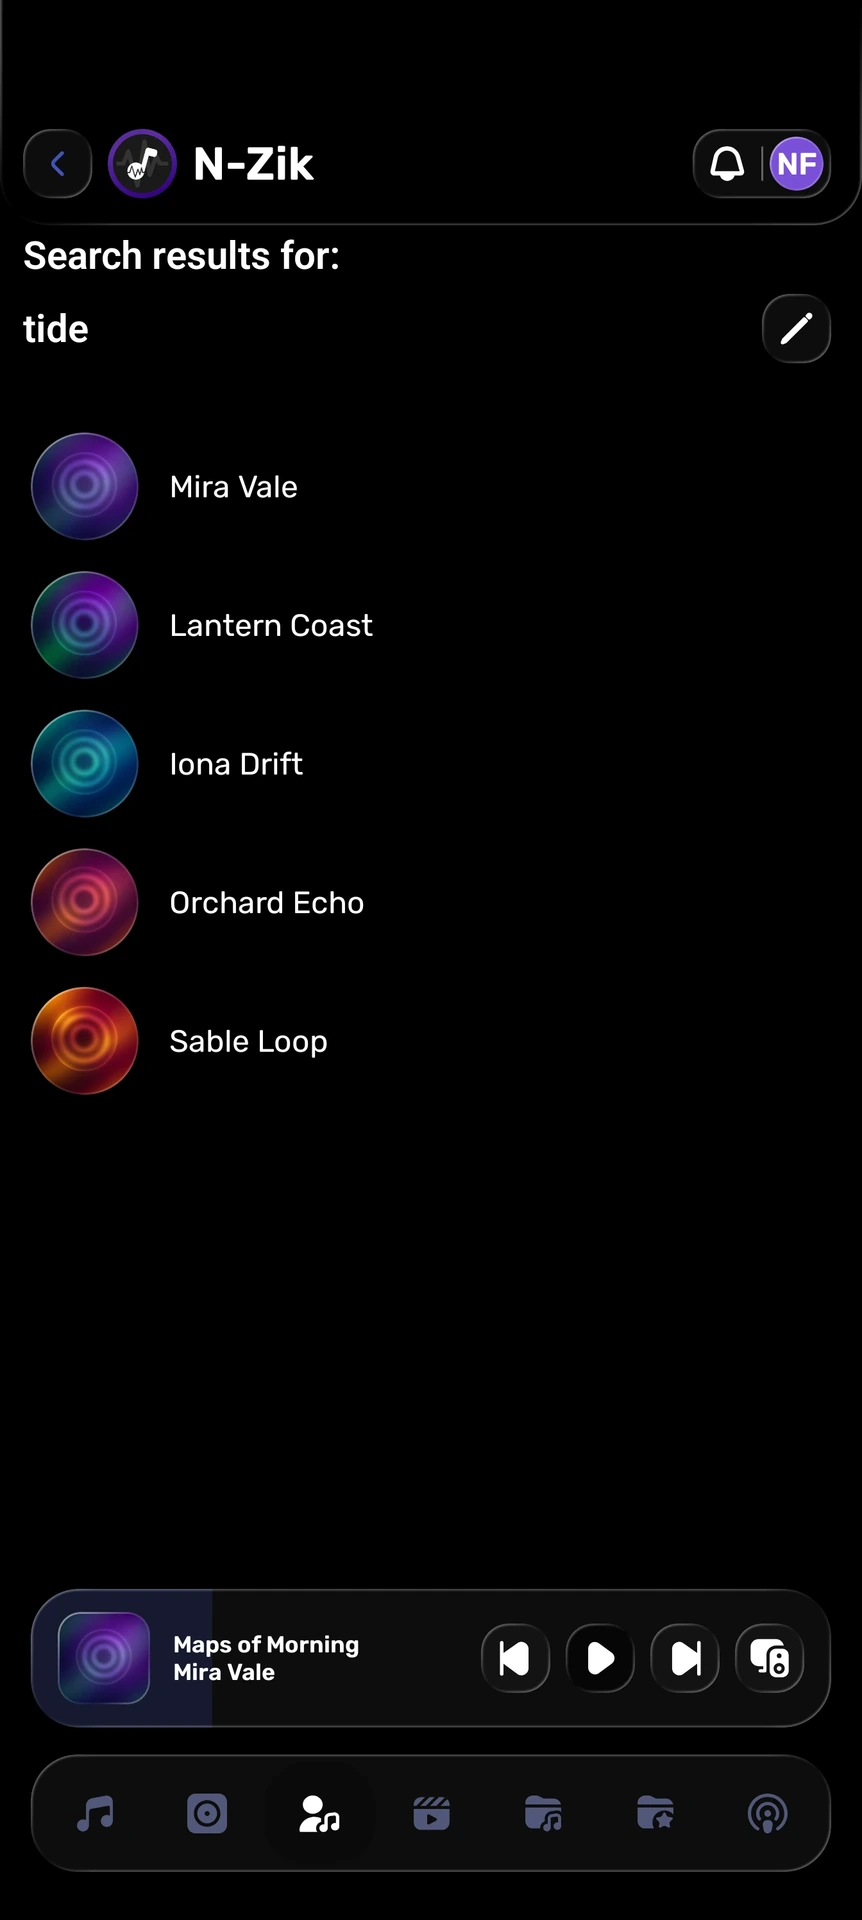 N-Zik
NF
Search results for:
tide
Mira Vale
Lantern Coast
Iona Drift
Orchard Echo
Sable Loop
Maps of Morning
Mira Vale